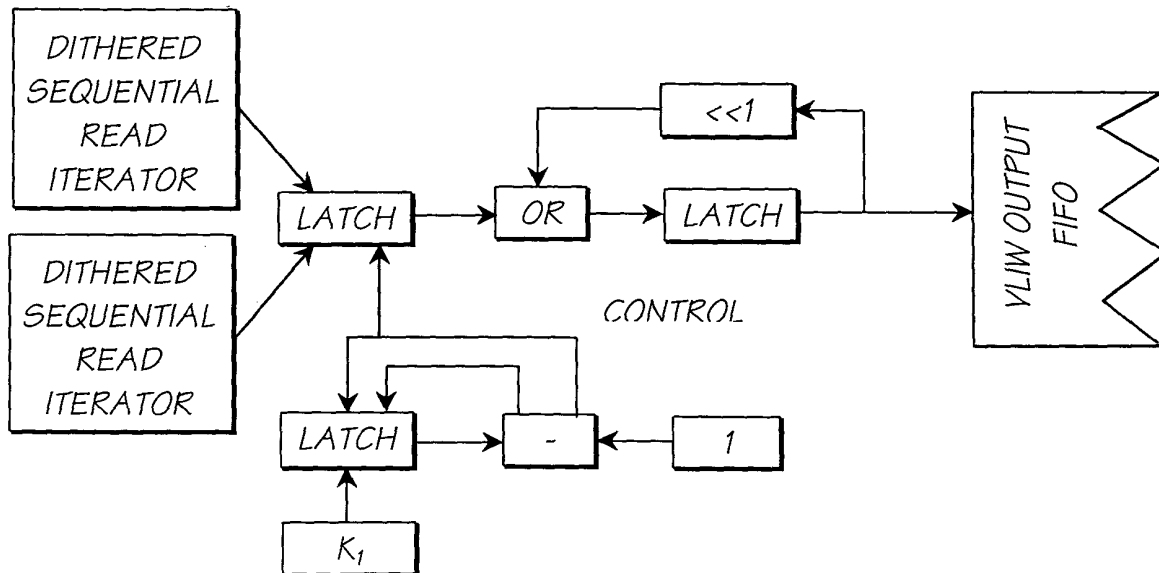 DITHERED
SEQUENTIAL
READ
ITERATOR
<<1
VLIW OUTPUT
FIFO
LATCH
OR
LATCH
DITHERED
SEQUENTIAL
READ
ITERATOR
CONTROL
LATCH
-
1
K₁